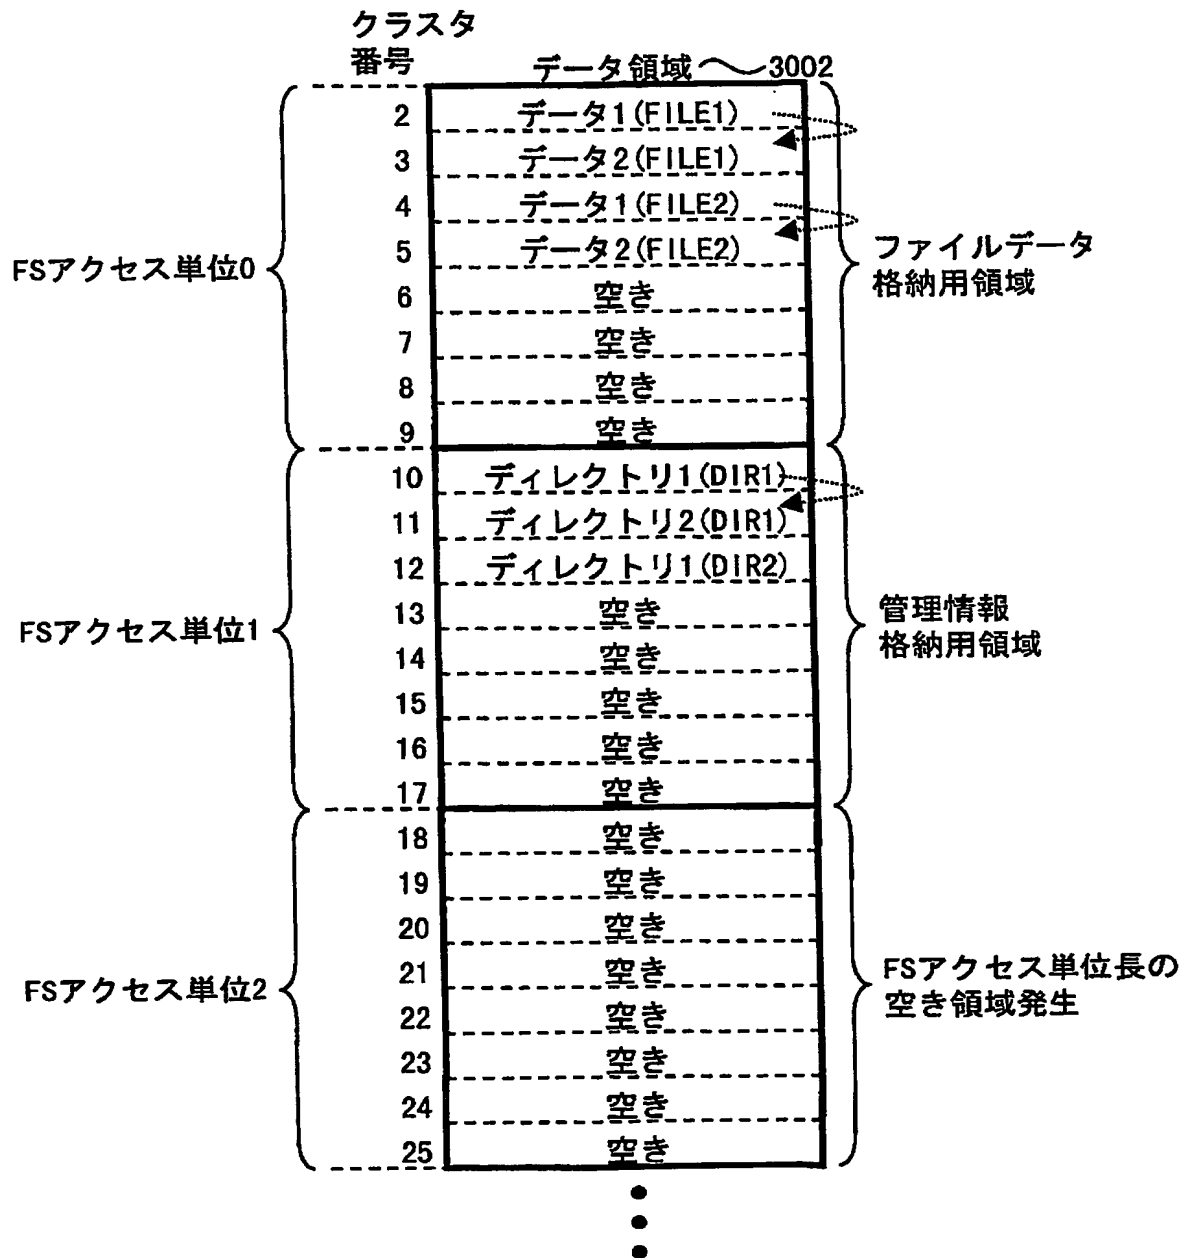 クラスタ
番号
データ領域 3002
2 データ1(FILE1)
3 データ2(FILE1)
4 データ1(FILE2)
5 データ2(FILE2)
6 空き
7 空き
8 空き
9 空き
FSアクセス単位0
ファイルデータ
格納用領域
10 ディレクトリ1(DIR1)
11 ディレクトリ2(DIR1)
12 ディレクトリ1(DIR2)
13 空き
14 空き
15 空き
16 空き
17 空き
FSアクセス単位1
管理情報
格納用領域
18 空き
19 空き
20 空き
21 空き
22 空き
23 空き
24 空き
25 空き
FSアクセス単位2
FSアクセス単位長の
空き領域発生